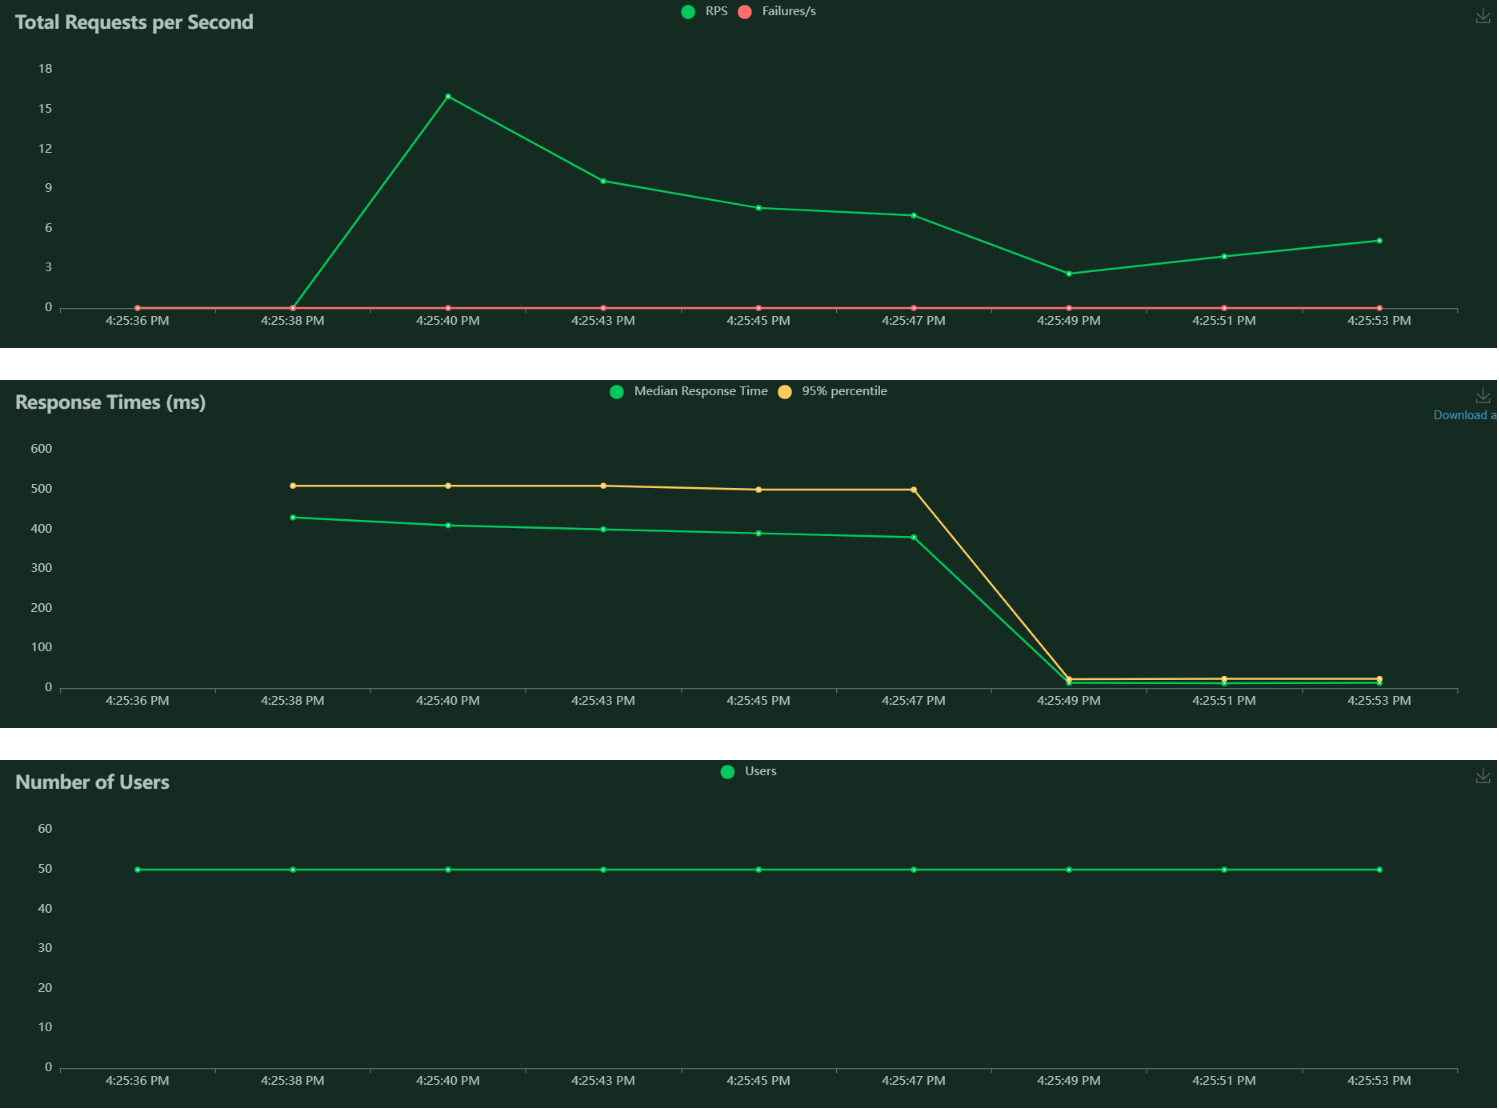 Total Requests per Second
RPS Failures/s
18
15
12
9
6
3
0
4:25:36 PM 4:25:38 PM 4:25:40 PM 4:25:43 PM 4:25:45 PM 4:25:47 PM 4:25:49 PM 4:25:51 PM 4:25:53 PM
Response Times (ms)
Median Response Time 95% percentile
Download a
600
500
400
300
200
100
0
4:25:36 PM 4:25:38 PM 4:25:40 PM 4:25:43 PM 4:25:45 PM 4:25:47 PM 4:25:49 PM 4:25:51 PM 4:25:53 PM
Number of Users
Users
60
50
40
30
20
10
0
4:25:36 PM 4:25:38 PM 4:25:40 PM 4:25:43 PM 4:25:45 PM 4:25:47 PM 4:25:49 PM 4:25:51 PM 4:25:53 PM